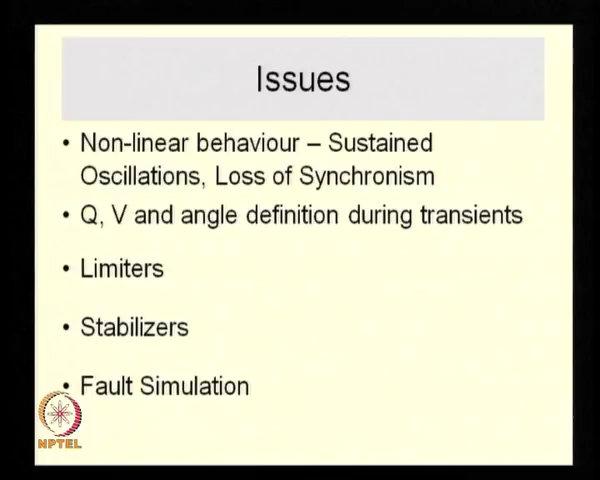 Issues
• Non-linear behaviour – Sustained
Oscillations, Loss of Synchronism
• Q, V and angle definition during transients
• Limiters
• Stabilizers
• Fault Simulation
NPTEL